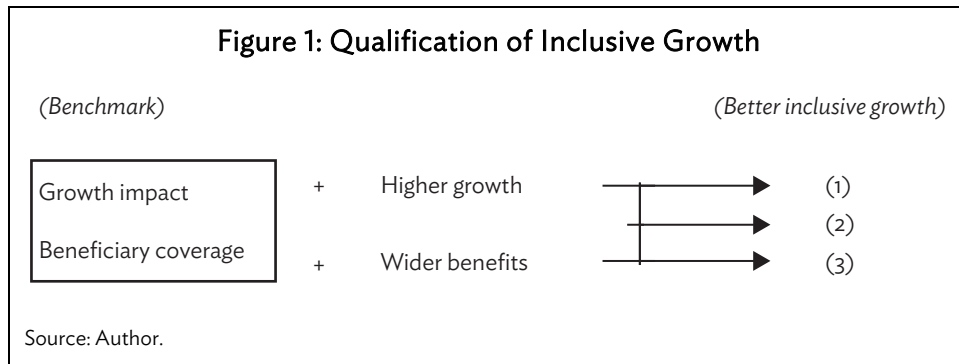 Figure 1: Qualification of Inclusive Growth
(Benchmark) (Better inclusive growth)
Growth impact + Higher growth (1)
(2)
Beneficiary coverage + Wider benefits (3)
Source: Author.